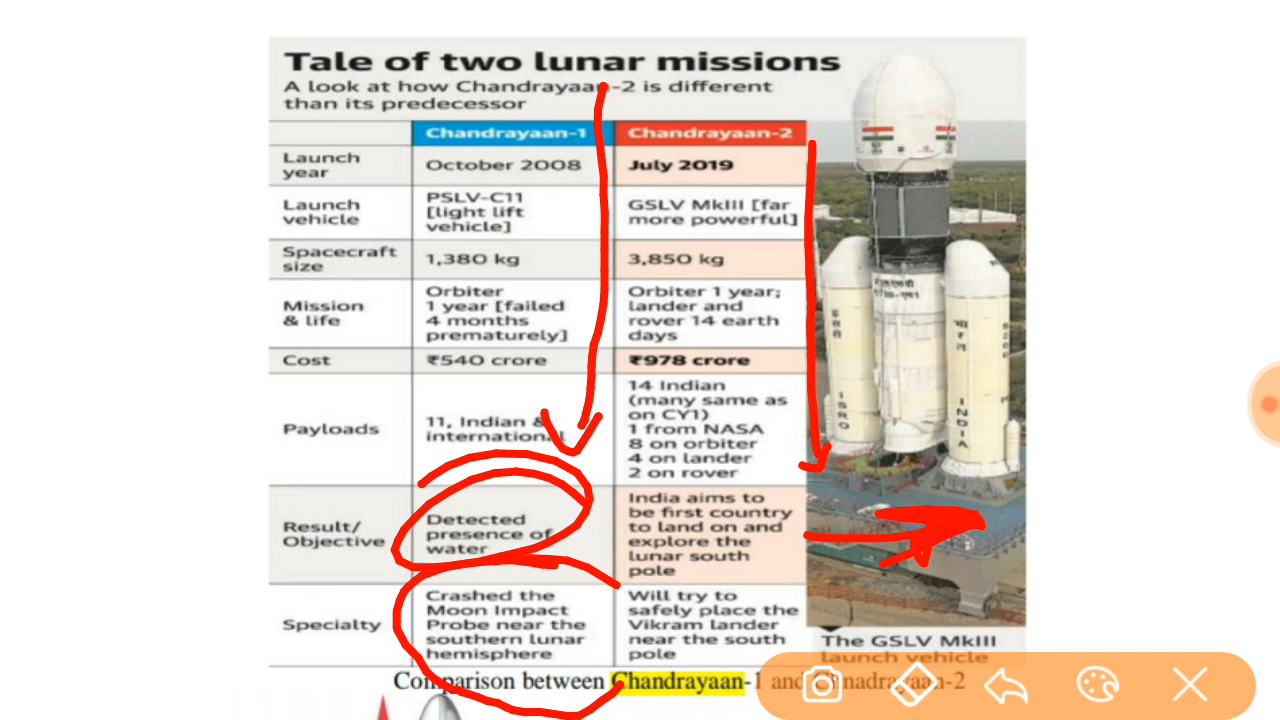 Tale of two lunar missions
A look at how Chandrayaan-2 is different
than its predecessor
Chandrayaan-1
Chandrayaan-2
Launch
year
October 2008
July 2019
Launch
vehicle
PSLV-C11
[light lift
vehicle]
GSLV MkIII [far
more powerful]
Spacecraft
size
1,380 kg
3,850 kg
Mission
& life
Orbiter
1 year [failed
4 months
prematurely]
Orbiter 1 year;
lander and
rover 14 earth
days
Cost
₹540 crore
₹978 crore
Payloads
11, Indian &
international
14 Indian
(many same as
on CY1)
1 from NASA
8 on orbiter
4 on lander
2 on rover
Result/
Objective
Detected
presence of
water
India aims to
be first country
to land on and
explore the
lunar south
pole
Specialty
Crashed the
Moon Impact
Probe near the
southern lunar
hemisphere
Will try to
safely place the
Vikram lander
near the south
pole
ISRO
INDIA
भारत
The GSLV MkIII
launch vehicle
Comparison between Chandrayaan-1 and Chnadrayaan-2